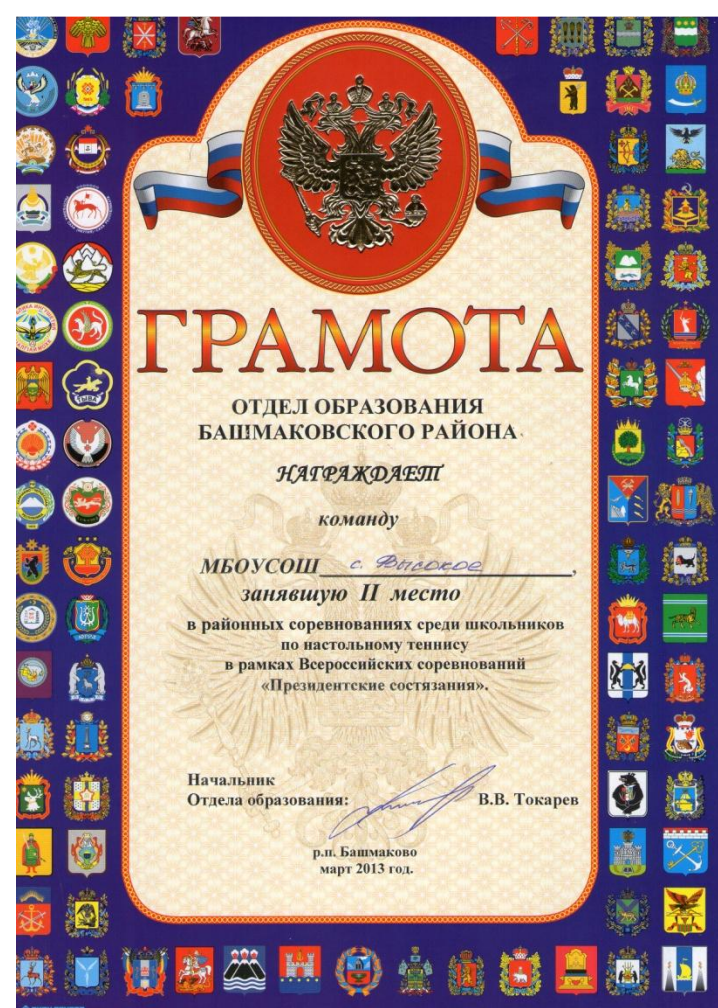 ГРАМОТА
ОТДЕЛ ОБРАЗОВАНИЯ
БАШМАКОВСКОГО РАЙОНА
НАГРАЖДАЕТ
команду
МБОУСОШ с. Высокое,
занявшую II место
в районных соревнованиях среди школьников
по настольному теннису
в рамках Всероссийских соревнований
«Президентские состязания».
Начальник
Отдела образования: В.В. Токарев
р.п. Башмаково
март 2013 год.